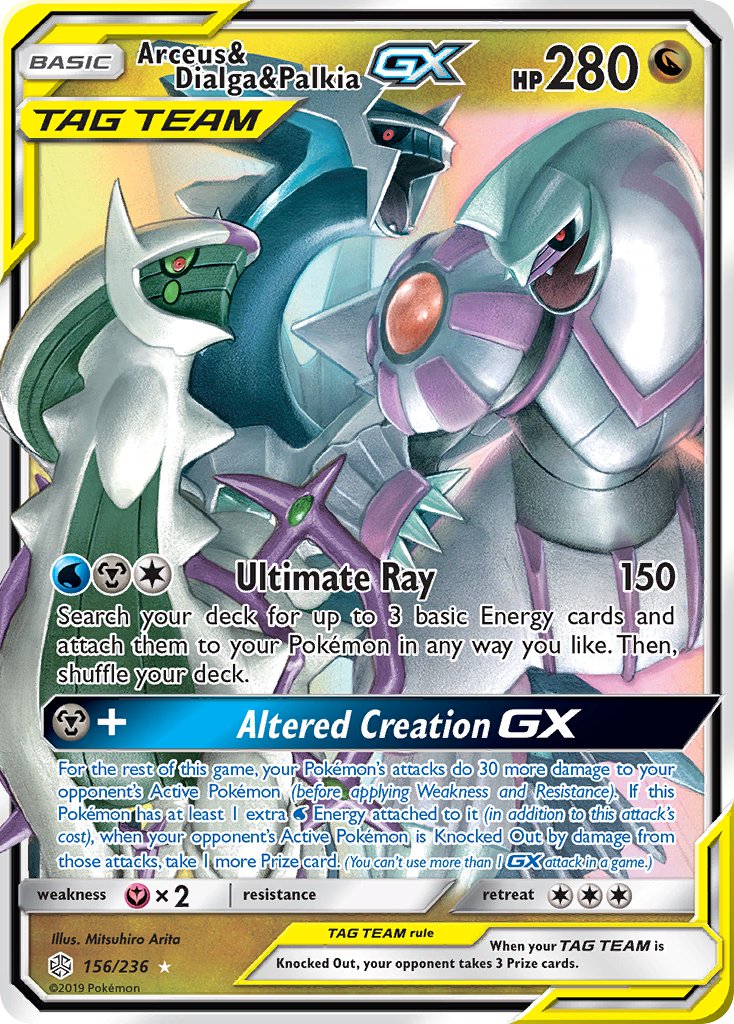 BASIC
Arceus&
Dialga&Palkia GX
HP280
TAG TEAM
Ultimate Ray 150
Search your deck for up to 3 basic Energy cards and
attach them to your Pokémon in any way you like. Then,
shuffle your deck.
+ Altered Creation GX
For the rest of this game, your Pokémon's attacks do 30 more damage to your
opponent's Active Pokémon (before applying Weakness and Resistance). If this
Pokémon has at least 1 extra Energy attached to it (in addition to this attack's
cost), when your opponent's Active Pokémon is Knocked Out by damage from
those attacks, take 1 more Prize card. (You can't use more than 1 GX attack in a game.)
weakness ×2 resistance retreat
Illus. Mitsuhiro Arita
156/236
©2019 Pokémon
TAG TEAM rule
When your TAG TEAM is
Knocked Out, your opponent takes 3 Prize cards.